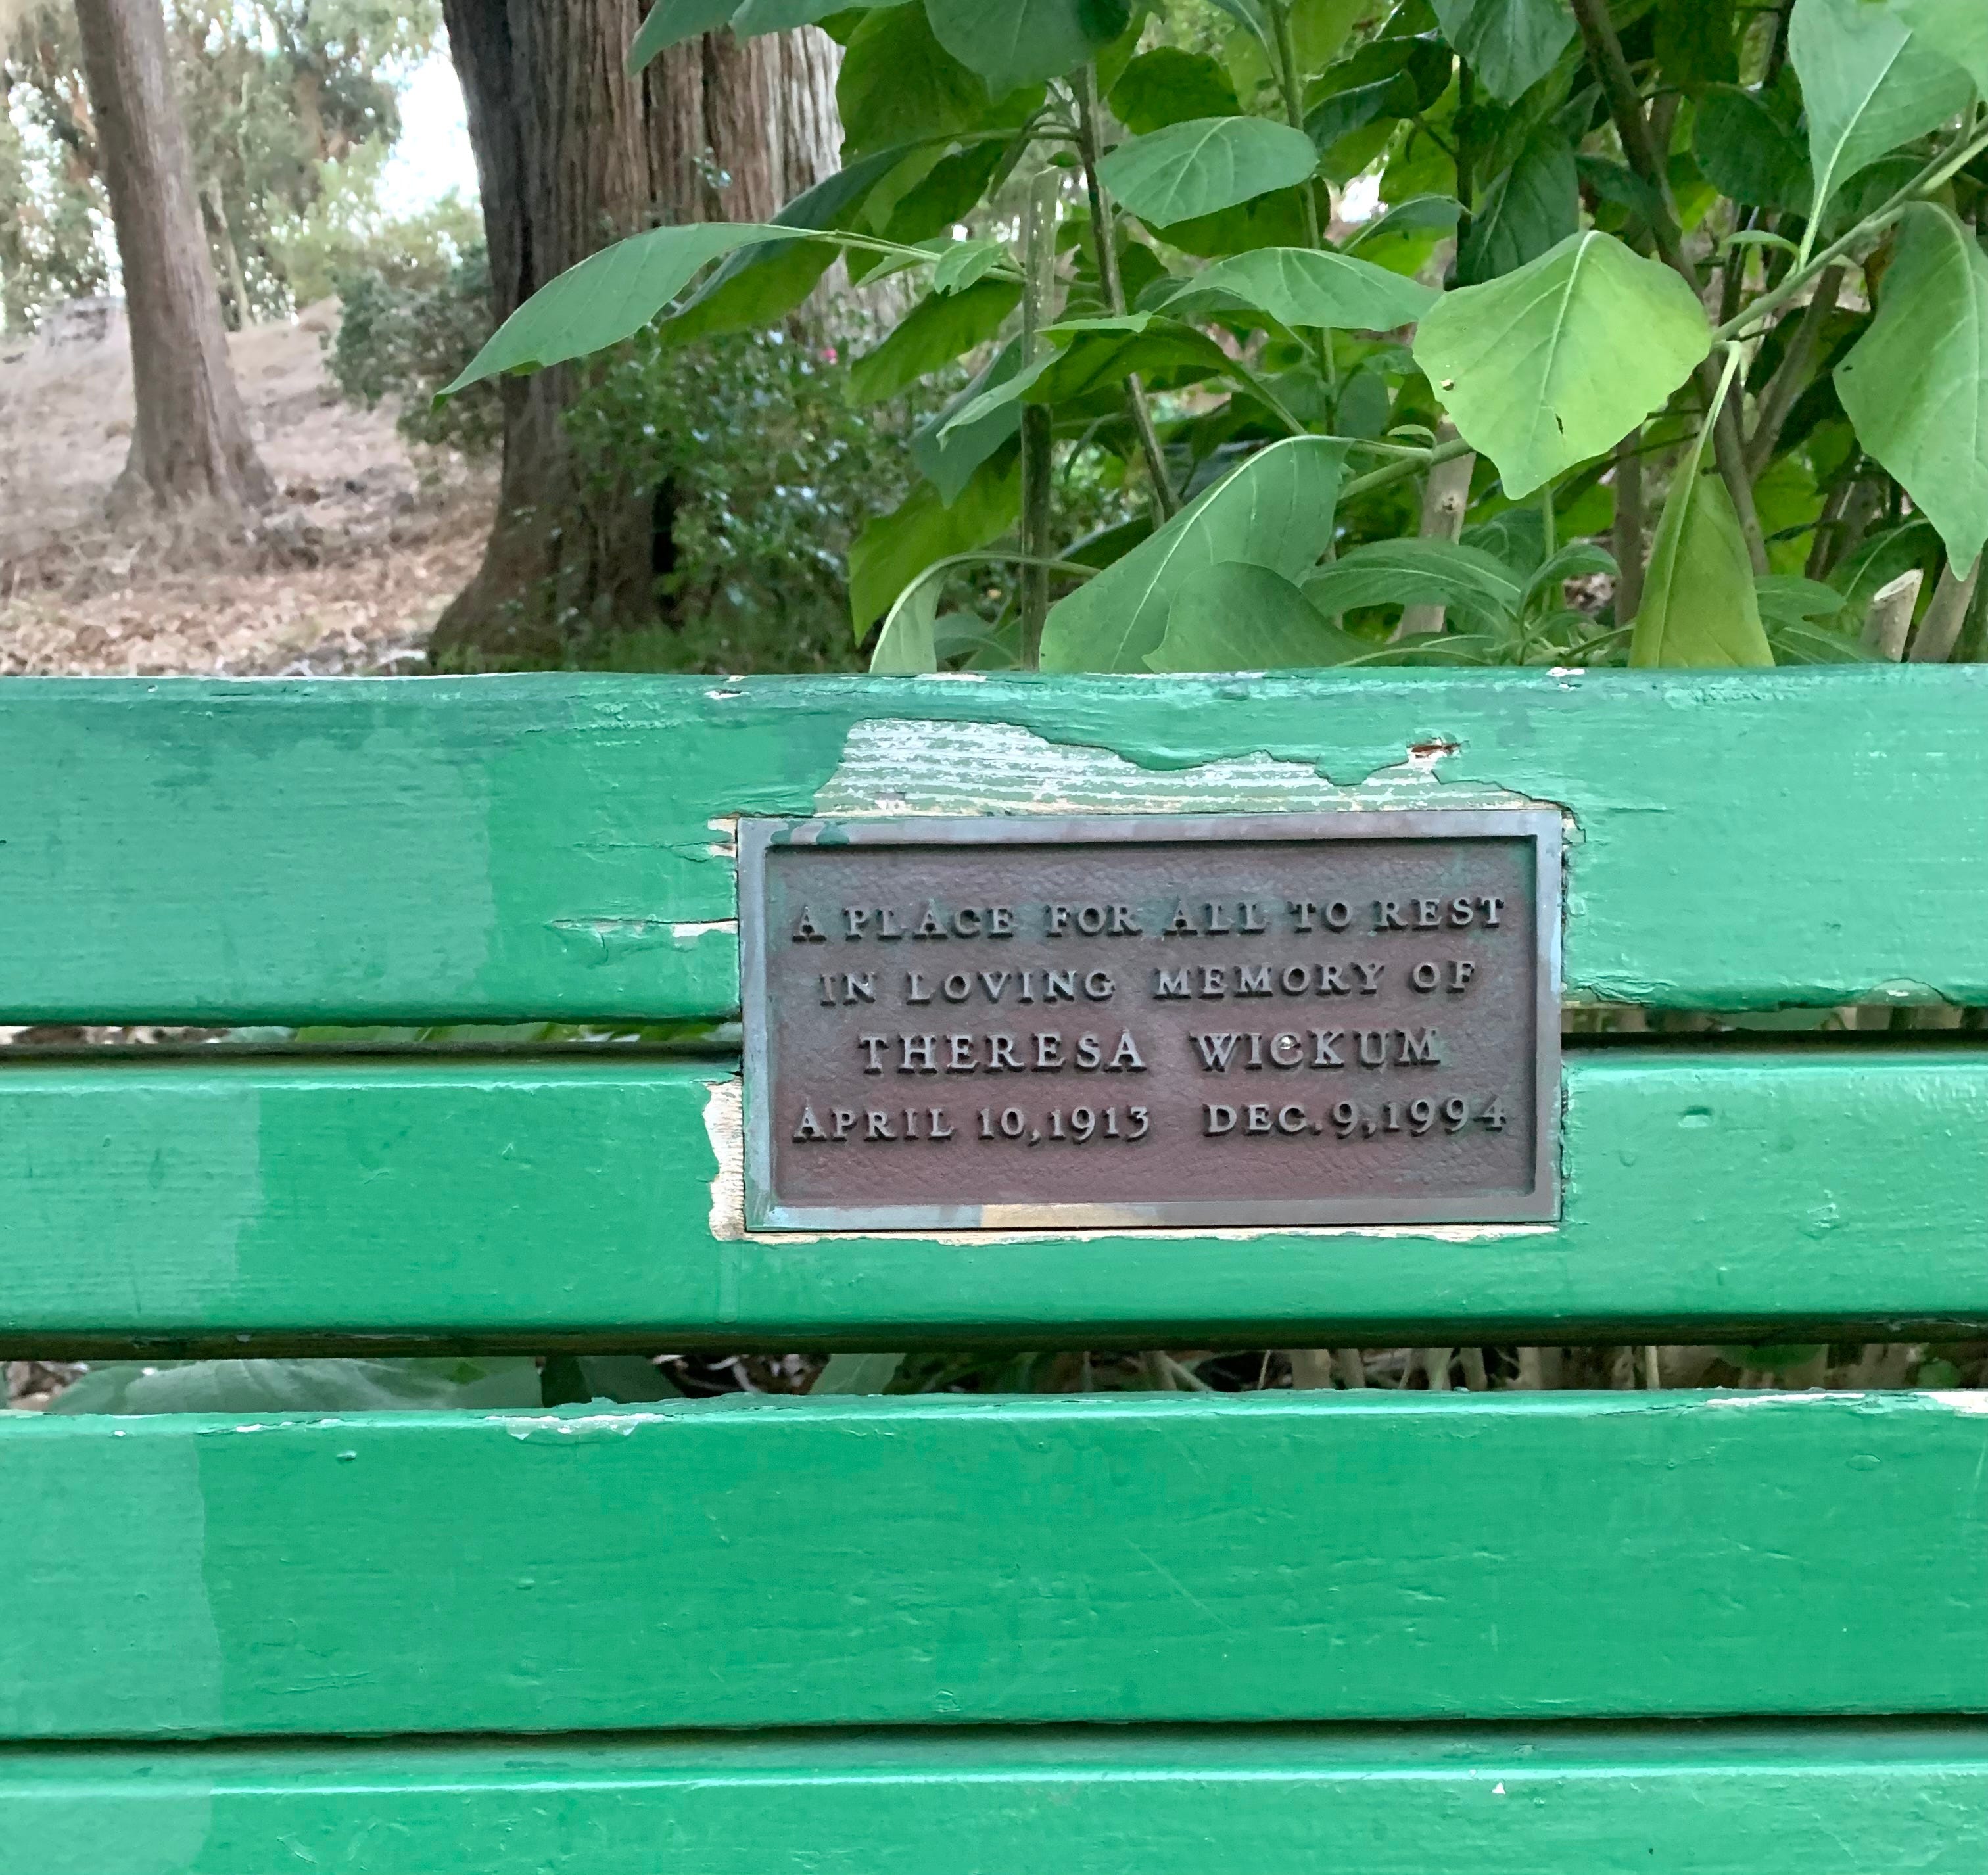 A PLACE FOR ALL TO REST
IN LOVING MEMORY OF
THERESA WICKUM
APRIL 10,1913 DEC.9,1994